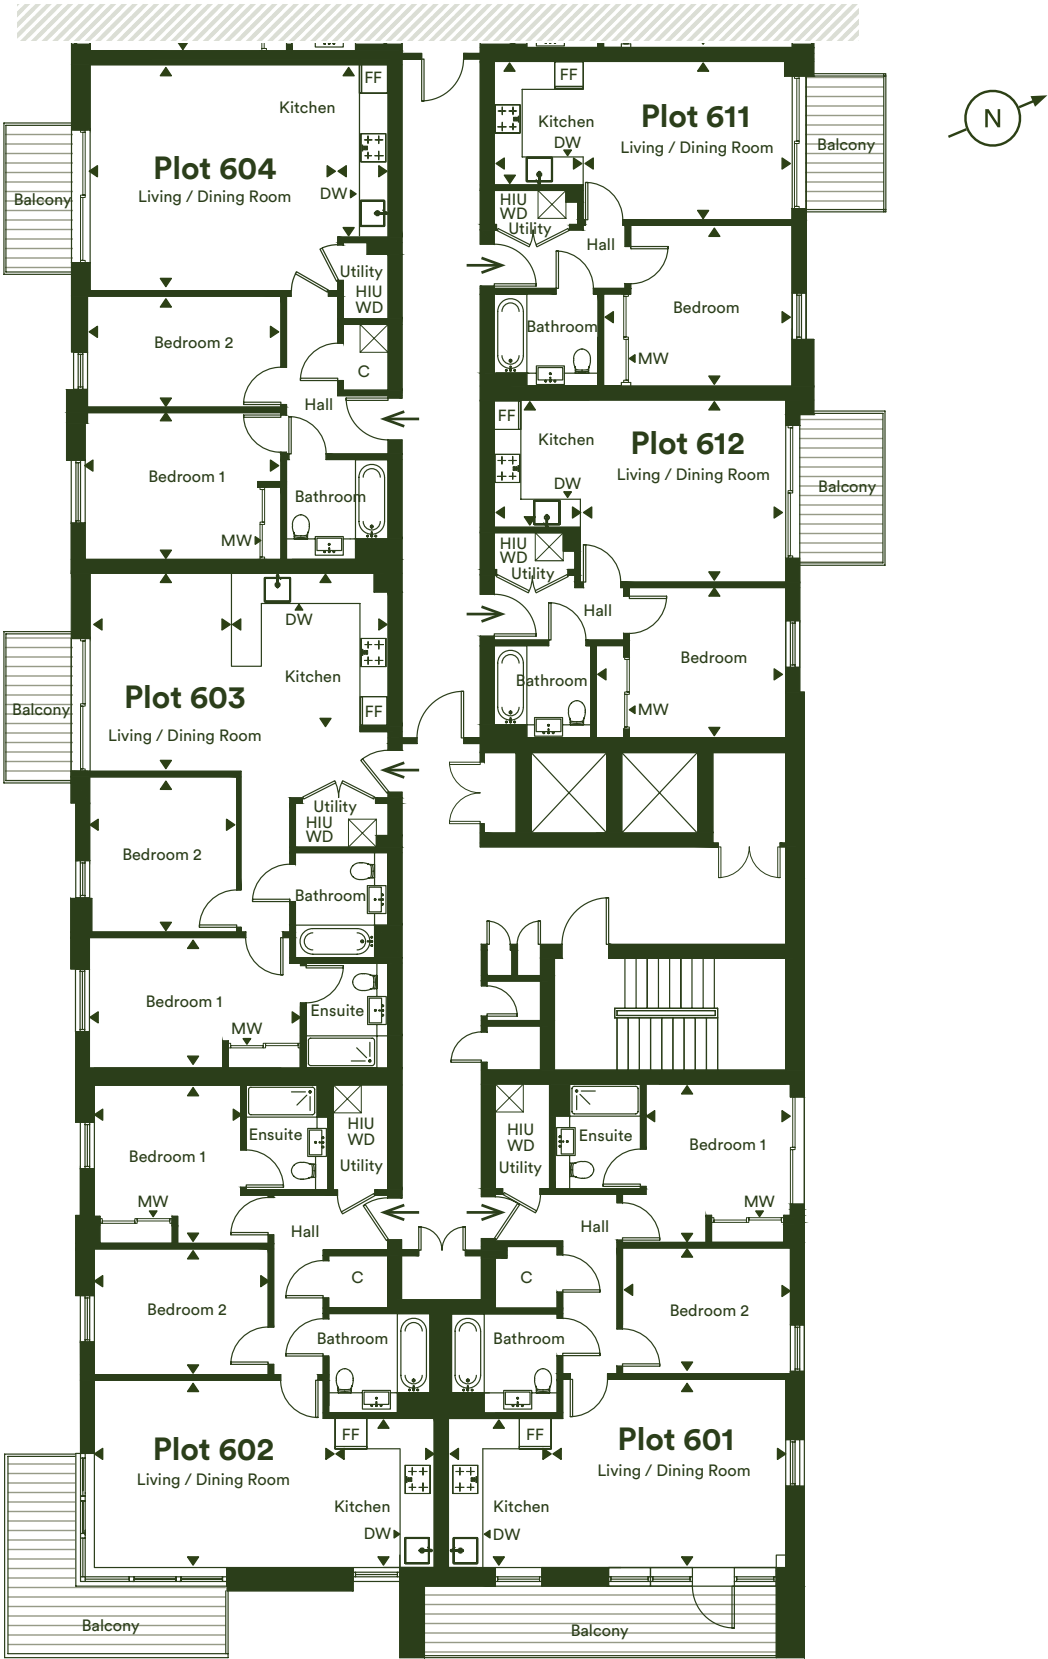 N
FF
Kitchen
Plot 604
Living / Dining Room
DW
Balcony
Utility
HIU
WD
Bedroom 2
C
Hall
Bedroom 1
Bathroom
MW
FF
Kitchen
DW
Plot 611
Living / Dining Room
Balcony
HIU
WD
Utility
Hall
Bedroom
Bathroom
MW
FF
Kitchen
DW
Plot 612
Living / Dining Room
Balcony
HIU
WD
Utility
Hall
Bedroom
Bathroom
MW
DW
Kitchen
Plot 603
FF
Living / Dining Room
Balcony
Utility
HIU
WD
Bedroom 2
Bathroom
Bedroom 1
Ensuite
MW
Ensuite
HIU
WD
Utility
Bedroom 1
MW
Hall
C
Bedroom 2
Bathroom
FF
Plot 602
Living / Dining Room
Kitchen
DW
Balcony
HIU
WD
Utility
Ensuite
Bedroom 1
MW
Hall
C
Bedroom 2
Bathroom
FF
Plot 601
Living / Dining Room
Kitchen
DW
Balcony